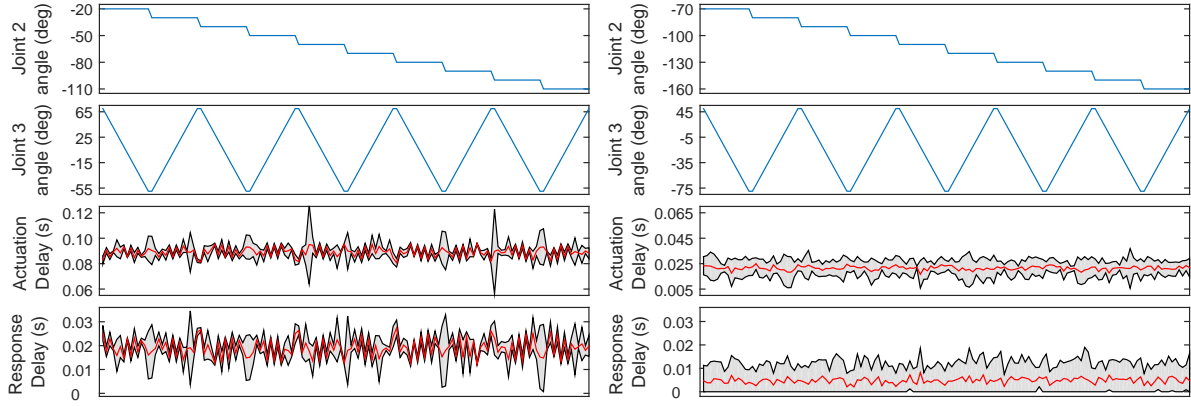 Joint 2
angle (deg)
-20
-50
-80
-110
Joint 3
angle (deg)
65
25
-15
-55
Actuation
Delay (s)
0.12
0.10
0.08
0.06
Response
Delay (s)
0.03
0.02
0.01
0
Joint 2
angle (deg)
-70
-100
-130
-160
Joint 3
angle (deg)
45
-5
-35
-75
Actuation
Delay (s)
0.065
0.045
0.025
0.005
Response
Delay (s)
0.03
0.02
0.01
0